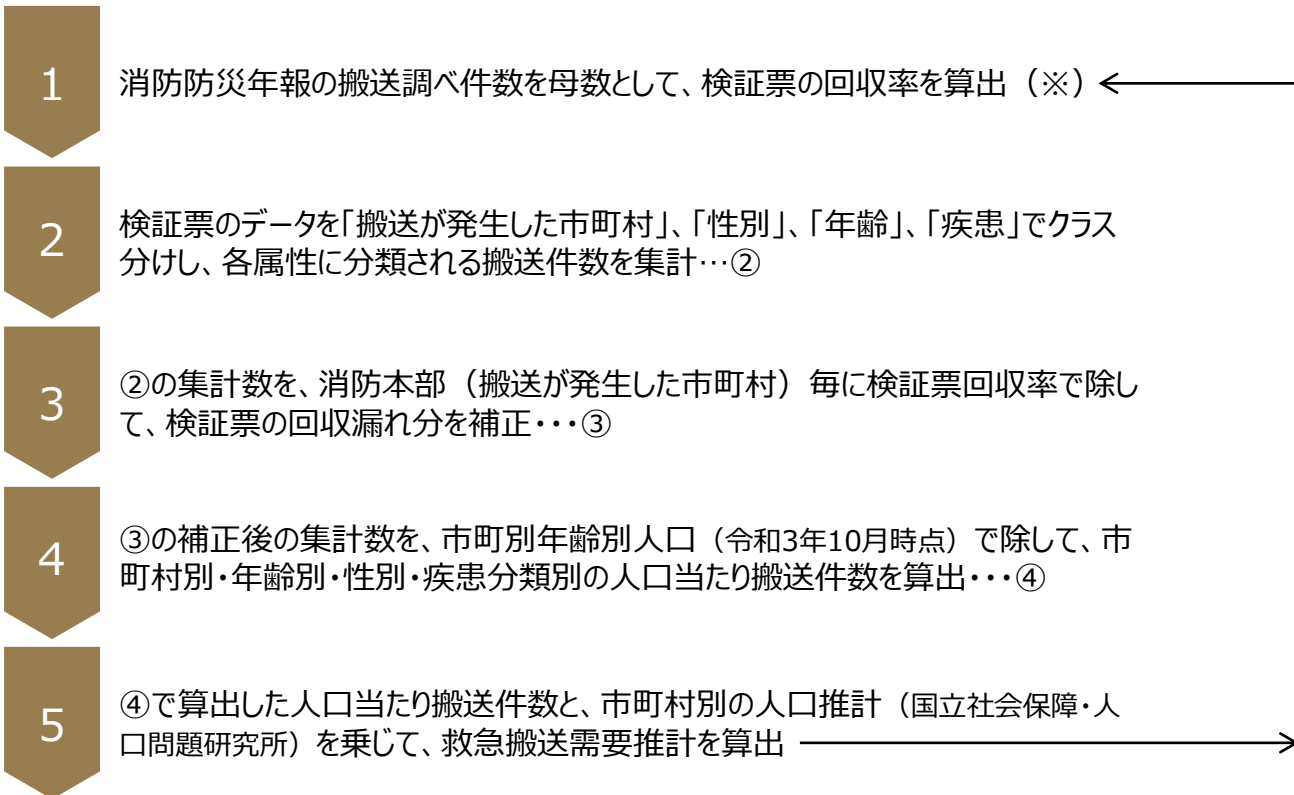 1
消防防災年報の搬送調べ件数を母数として、検証票の回収率を算出（※）
2
検証票のデータを「搬送が発生した市町村」、「性別」、「年齢」、「疾患」でクラス
分けし、各属性に分類される搬送件数を集計…②
3
②の集計数を、消防本部（搬送が発生した市町村）毎に検証票回収率で除し
て、検証票の回収漏れ分を補正・・・③
4
③の補正後の集計数を、市町別年齢別人口（令和3年10月時点）で除して、市
町村別・年齢別・性別・疾患分類別の人口当たり搬送件数を算出・・・④
5
④で算出した人口当たり搬送件数と、市町村別の人口推計（国立社会保障・人
口問題研究所）を乗じて、救急搬送需要推計を算出